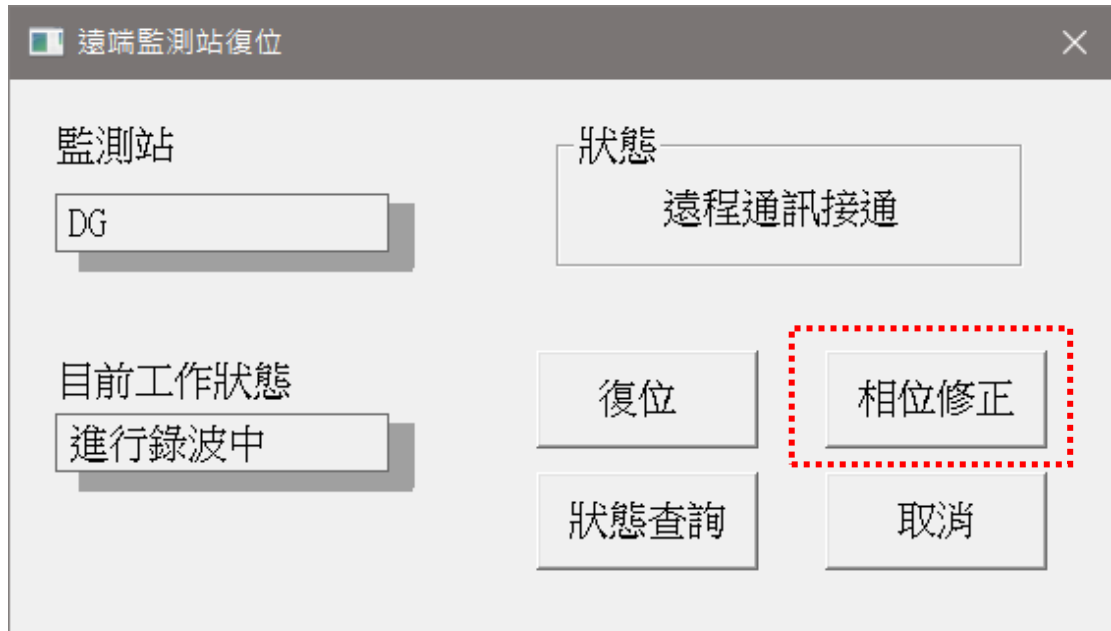 遠端監測站復位
監測站
DG
狀態
遠程通訊接通
目前工作狀態
進行錄波中
復位
相位修正
狀態查詢
取消